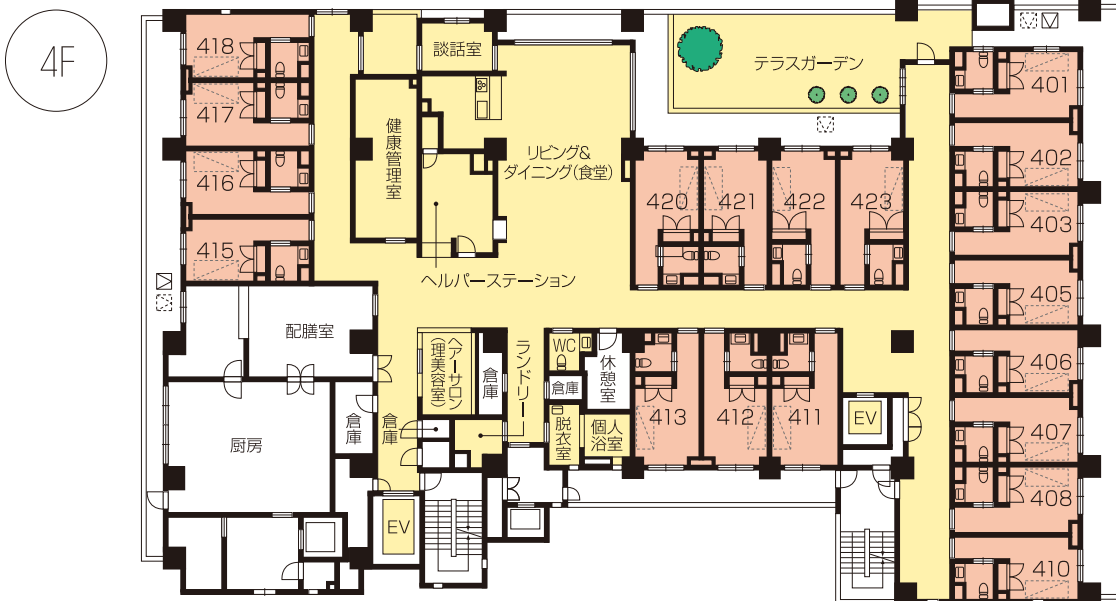 4F
418
417
416
415
談話室
健康管理室
リビング&
ダイニング(食堂)
ヘルパーステーション
テラスガーデン
401
402
403
405
406
407
408
410
420
421
422
423
413
412
411
配膳室
厨房
倉庫
倉庫
ヘアーサロン
(理美容室)
倉庫
ランドリー
WC
倉庫
休憩室
脱衣室
個人
浴室
EV
EV